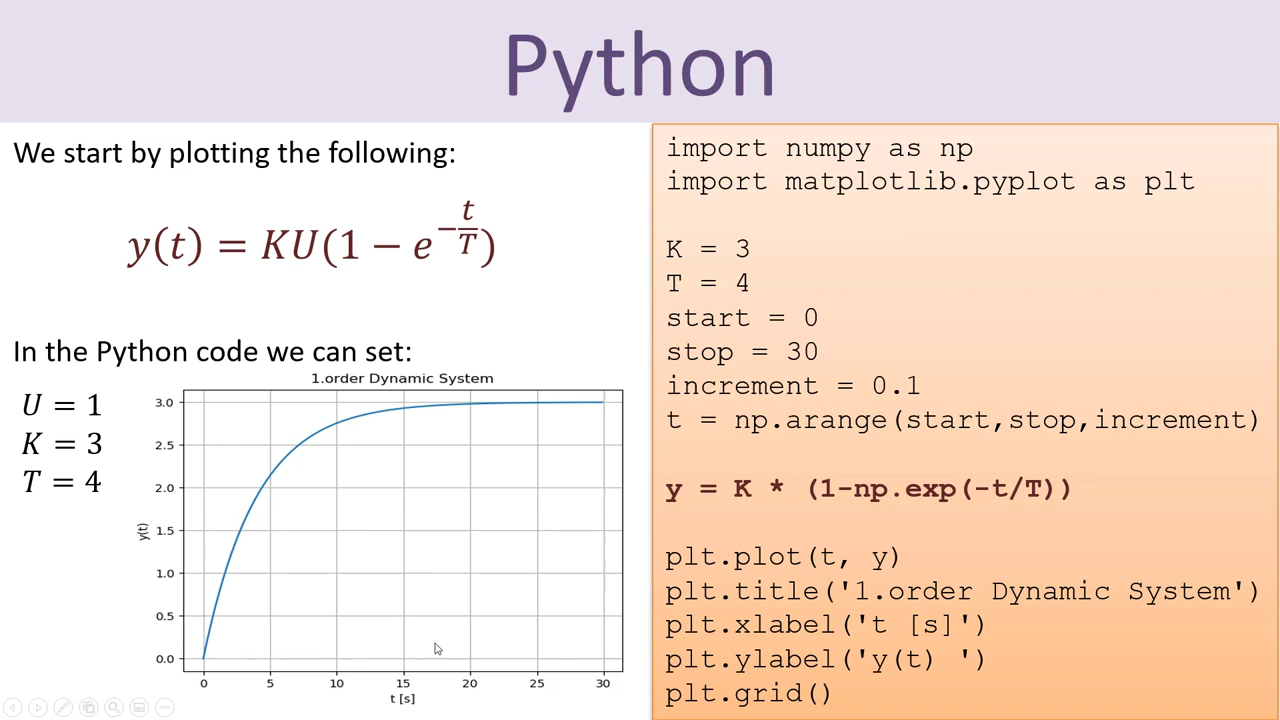 Python
We start by plotting the following:
y(t) = KU(1 − e^{−t/T})
In the Python code we can set:
U = 1
K = 3
T = 4
1.order Dynamic System
3.0
2.5
2.0
1.5
1.0
0.5
0.0
y(t)
0 5 10 15 20 25 30
t [s]
import numpy as np
import matplotlib.pyplot as plt
K = 3
T = 4
start = 0
stop = 30
increment = 0.1
t = np.arange(start,stop,increment)
y = K * (1-np.exp(-t/T))
plt.plot(t, y)
plt.title('1.order Dynamic System')
plt.xlabel('t [s]')
plt.ylabel('y(t) ')
plt.grid()